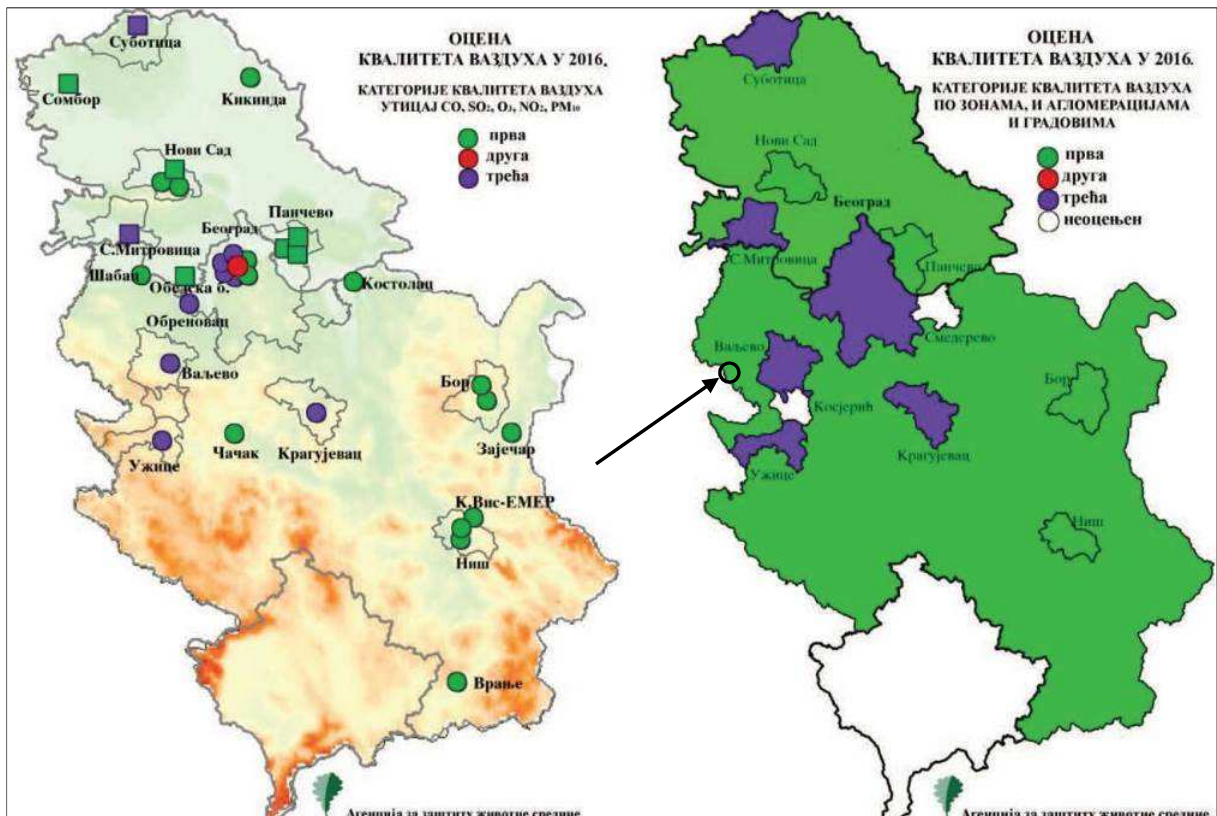 ОЦЕНА
КВАЛИТЕТА ВАЗДУХА У 2016.
КАТЕГОРИЈЕ КВАЛИТЕТА ВАЗДУХА
УТИЦАЈ CO, SO₂, O₃, NO₂, PM₁₀
прва
друга
трећа
Суботица
Сомбор
Кикинда
Нови Сад
Панчево
Београд
С.Митровица
Шабац
Обедска б.
Костолац
Обреновац
Ваљево
Бор
Ужице
Чачак
Крагујевац
Зајечар
К.Вис-ЕМЕР
Ниш
Врање
Агенција за заштиту животне средине
ОЦЕНА
КВАЛИТЕТА ВАЗДУХА У 2016.
КАТЕГОРИЈЕ КВАЛИТЕТА ВАЗДУХА
ПО ЗОНАМА, И АГЛОМЕРАЦИЈАМА
И ГРАДОВИМА
прва
друга
трећа
неоцењен
Суботица
Нови Сад
Београд
С.Митровица
Панчево
Смедерево
Ваљево
Бор
Косјерић
Ужице
Крагујевац
Ниш
Агенција за заштиту животне средине